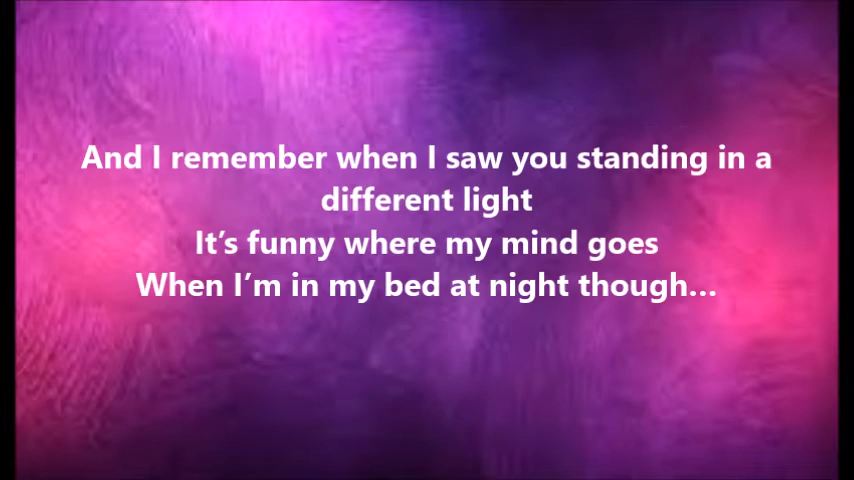 And I remember when I saw you standing in a
different light
It’s funny where my mind goes
When I’m in my bed at night though...